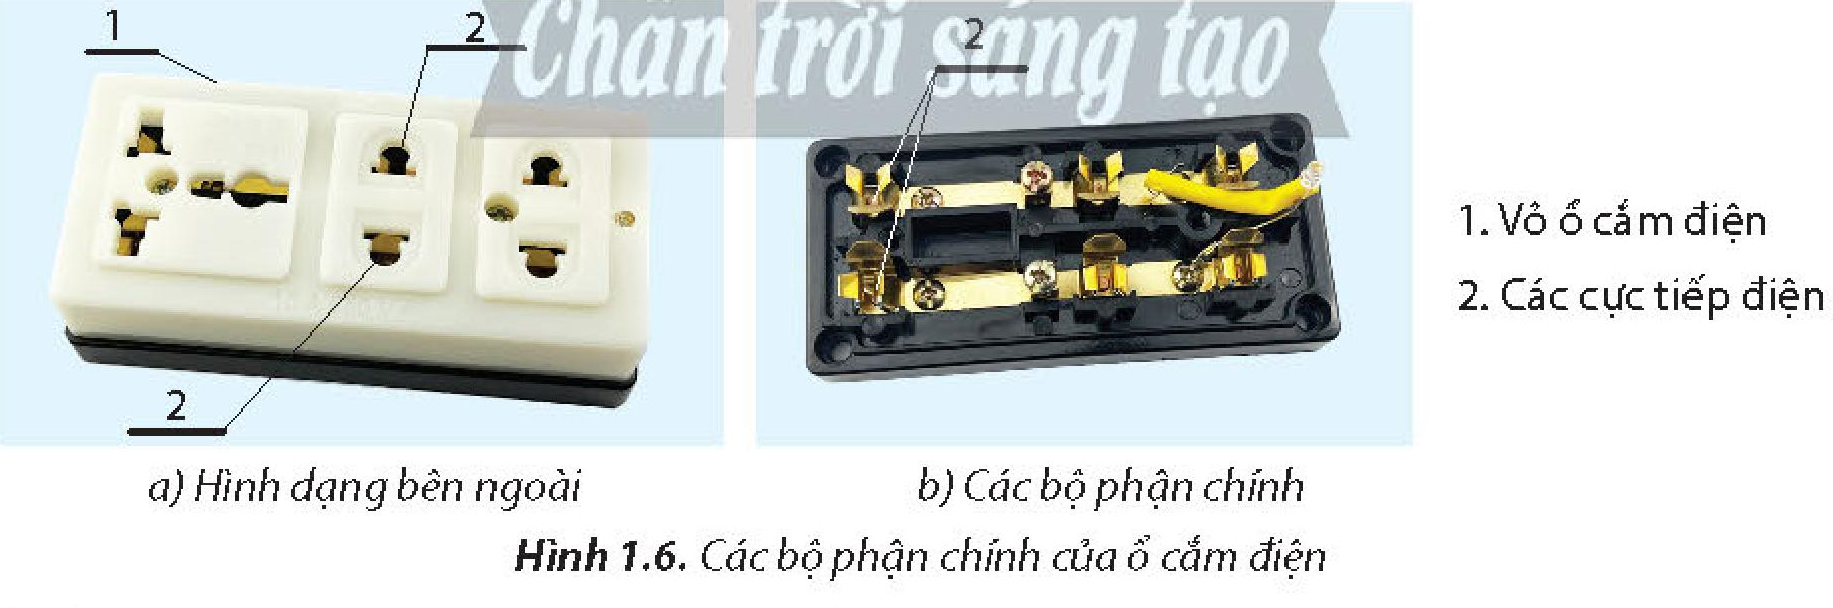 Chân trời sáng tạo
1
2
2
2
1. Vỏ ổ cắm điện
2. Các cực tiếp điện
a) Hình dạng bên ngoài
b) Các bộ phận chính
Hình 1.6. Các bộ phận chính của ổ cắm điện